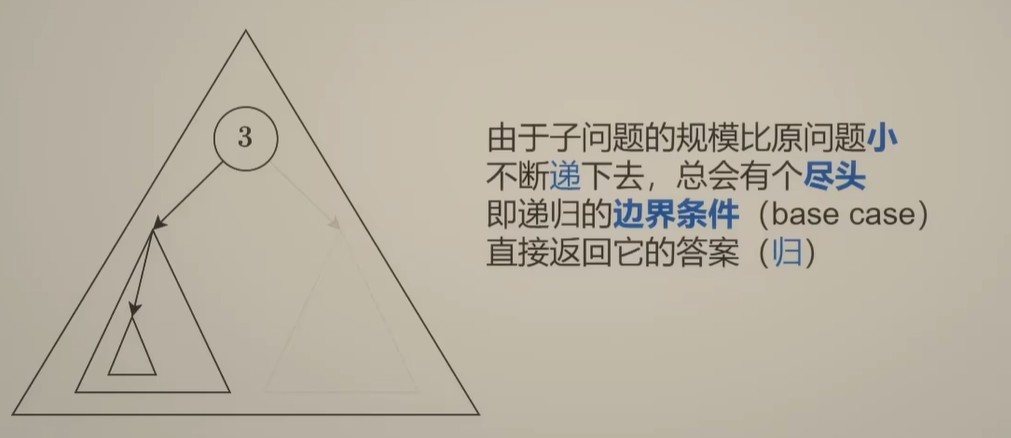 3
由于子问题的规模比原问题小
不断递下去，总会有个尽头
即递归的边界条件（base case）
直接返回它的答案（归）